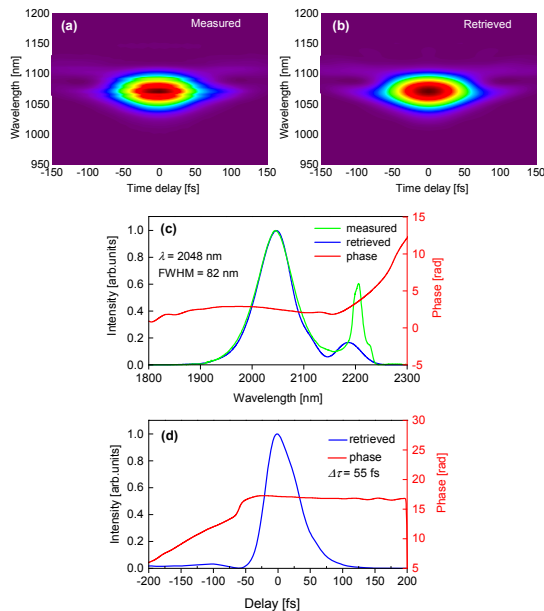 (a) Measured
(b) Retrieved
1200
1150
1100
1050
1000
950
Wavelength [nm]
-150 -100 -50 0 50 100 150
Time delay [fs]
1200
1150
1100
1050
1000
950
Wavelength [nm]
-150 -100 -50 0 50 100 150
Time delay [fs]
(c)
measured
retrieved
phase
λ = 2048 nm
FWHM = 82 nm
1.0
0.8
0.6
0.4
0.2
0.0
Intensity [arb.units]
15
10
5
0
-5
Phase [rad]
1800 1900 2000 2100 2200 2300
Wavelength [nm]
(d)
retrieved
phase
Δτ = 55 fs
1.0
0.8
0.6
0.4
0.2
0.0
Intensity [arb.units]
30
25
20
15
10
5
Phase [rad]
-200 -150 -100 -50 0 50 100 150 200
Delay [fs]